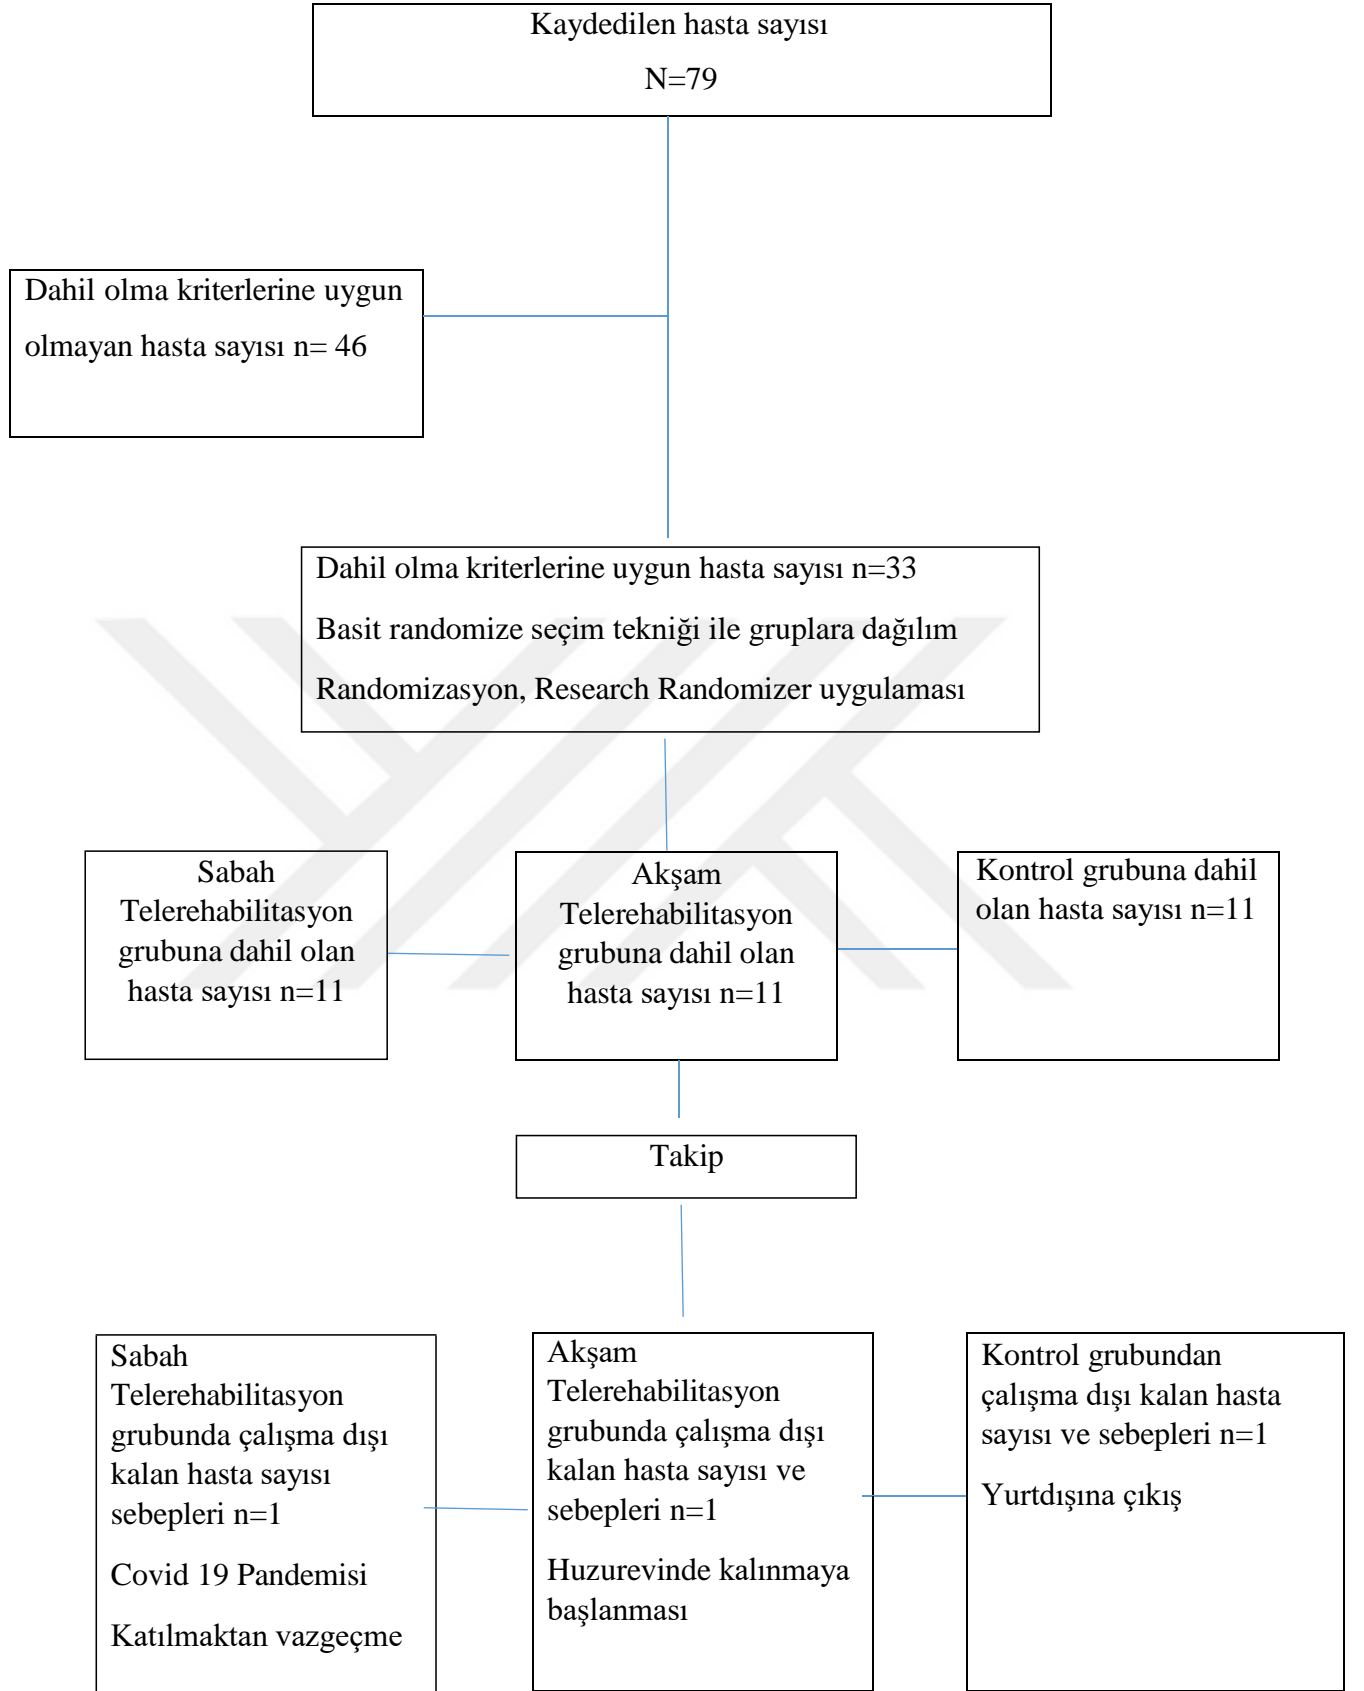 Kaydedilen hasta sayısı
N=79
Dahil olma kriterlerine uygun
olmayan hasta sayısı n= 46
Dahil olma kriterlerine uygun hasta sayısı n=33
Basit randomize seçim tekniği ile gruplara dağılım
Randomizasyon, Research Randomizer uygulaması
Sabah
Telerehabilitasyon
grubuna dahil olan
hasta sayısı n=11
Akşam
Telerehabilitasyon
grubuna dahil olan
hasta sayısı n=11
Kontrol grubuna dahil
olan hasta sayısı n=11
Takip
Sabah
Telerehabilitasyon
grubunda çalışma dışı
kalan hasta sayısı
sebepleri n=1
Covid 19 Pandemisi
Katılmaktan vazgeçme
Akşam
Telerehabilitasyon
grubunda çalışma dışı
kalan hasta sayısı ve
sebepleri n=1
Huzurevinde kalınmaya
başlanması
Kontrol grubundan
çalışma dışı kalan hasta
sayısı ve sebepleri n=1
Yurtdışına çıkış